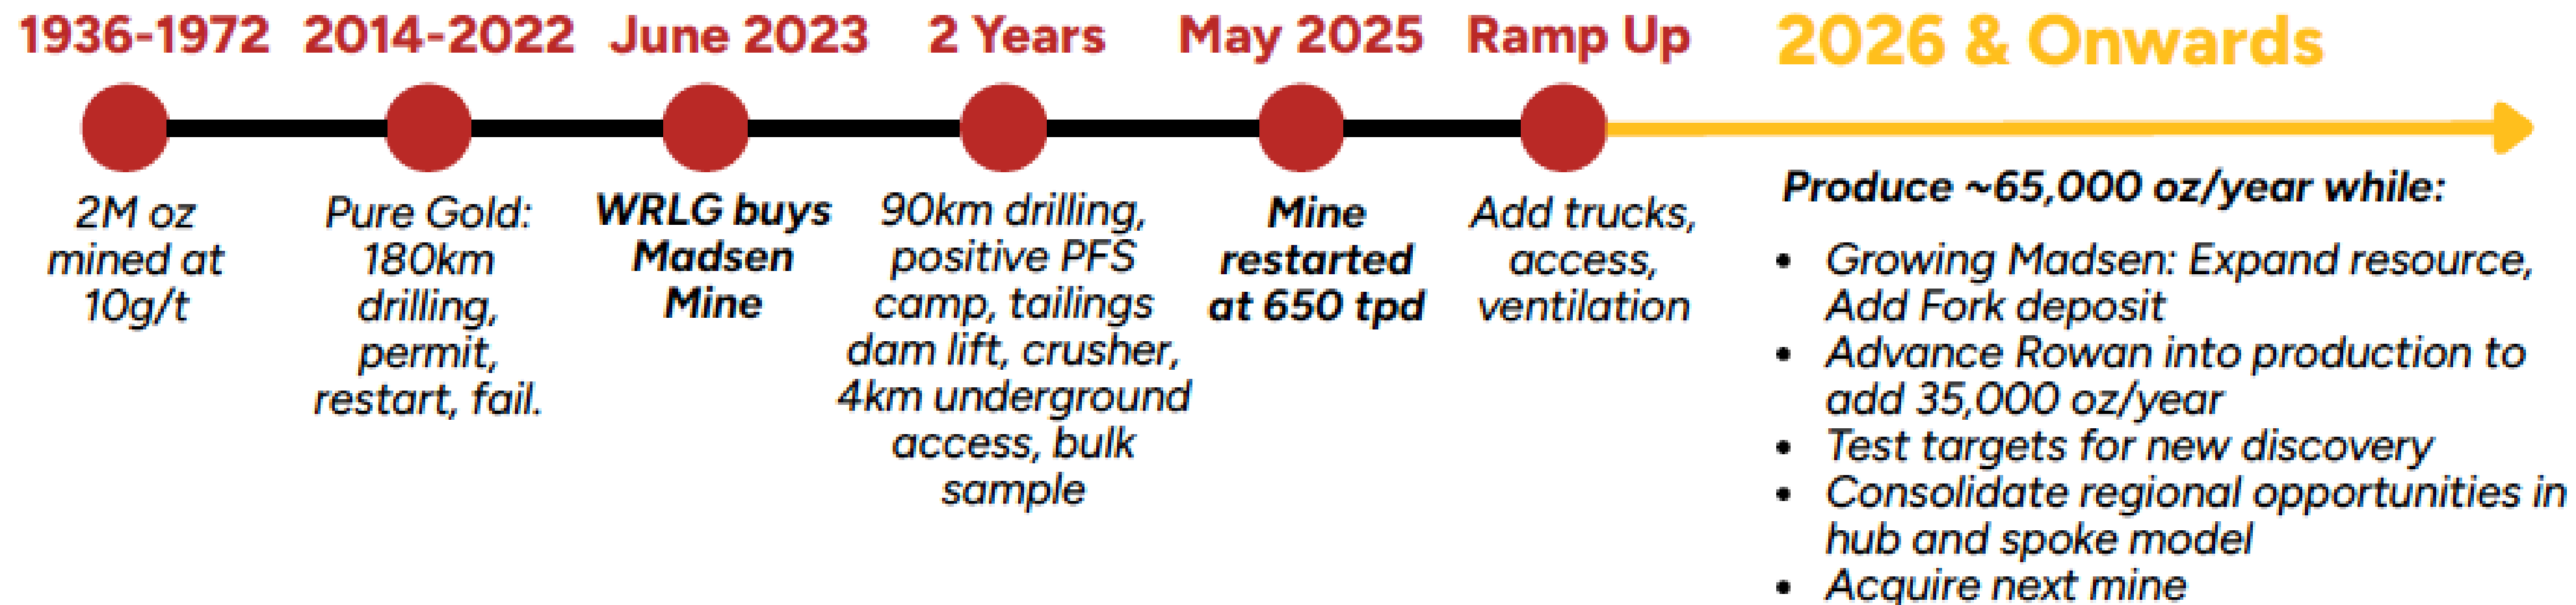 1936-1972
2M oz
mined at
10g/t
2014-2022
Pure Gold:
180km
drilling,
permit,
restart, fail.
June 2023
WRLG buys
Madsen
Mine
2 Years
90km drilling,
positive PFS
camp, tailings
dam lift, crusher,
4km underground
access, bulk
sample
May 2025
Mine
restarted
at 650 tpd
Ramp Up
Add trucks,
access,
ventilation
2026 & Onwards
Produce ~65,000 oz/year while:
• Growing Madsen: Expand resource,
Add Fork deposit
• Advance Rowan into production to
add 35,000 oz/year
• Test targets for new discovery
• Consolidate regional opportunities in
hub and spoke model
• Acquire next mine